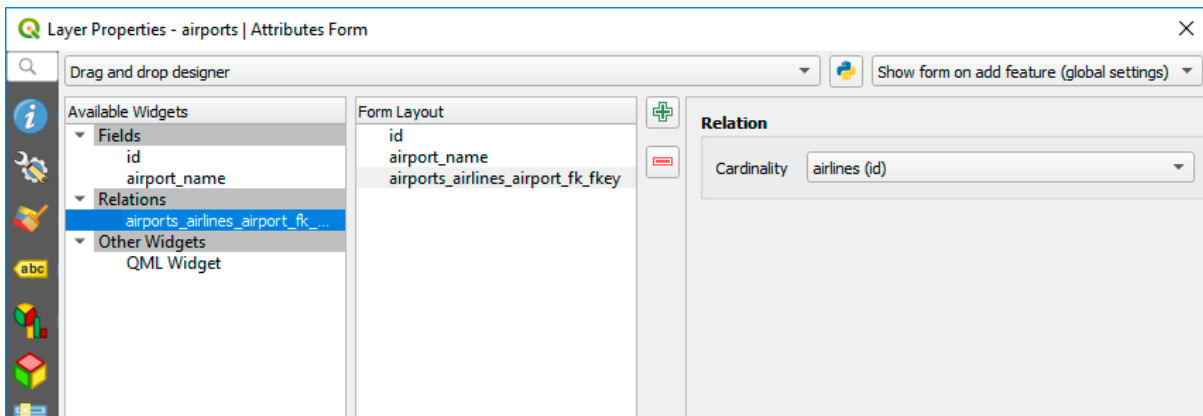 Layer Properties - airports | Attributes Form
Drag and drop designer
Show form on add feature (global settings)
Available Widgets
Fields
id
airport_name
Relations
airports_airlines_airport_fk_...
Other Widgets
QML Widget
Form Layout
id
airport_name
airports_airlines_airport_fk_fkey
Relation
Cardinality airlines (id)
abc